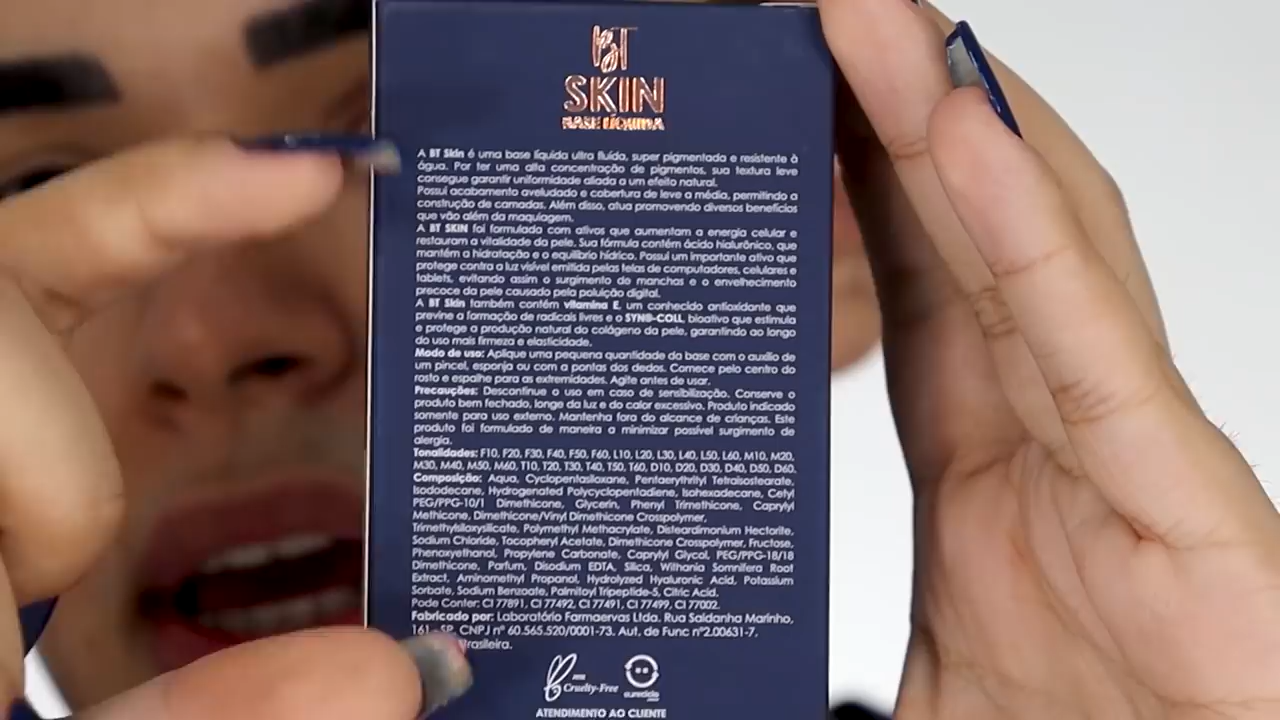 BT
SKIN
BASE LÍQUIDA
A BT Skin é uma base líquida ultra fluída, super pigmentada e resistente à
água. Por ter uma alta concentração de pigmentos, sua textura leve
consegue garantir uniformidade aliada a um efeito natural.
Possui acabamento aveludado e cobertura de leve a média, permitindo a
construção de camadas. Além disso, atua promovendo diversos benefícios
que vão além da maquiagem.
A BT SKIN foi formulada com ativos que aumentam a energia celular e
restauram a vitalidade da pele. Sua fórmula contém ácido hialurônico, que
mantém a hidratação e o equilíbrio hídrico. Possui um importante ativo que
protege contra a luz visível emitida pelas telas de computadores, celulares e
tablets, evitando assim o surgimento de manchas e o envelhecimento
precoce da pele causado pela poluição digital.
A BT Skin também contém vitamina E, um conhecido antioxidante que
previne a formação de radicais livres e o SYN®-COLL, bioativo que estimula
e protege a produção natural do colágeno da pele, garantindo ao longo
do uso mais firmeza e elasticidade.
Modo de uso: Aplique uma pequena quantidade da base com o auxílio de
um pincel, esponja ou com a pontas dos dedos. Comece pelo centro do
rosto e espalhe para as extremidades. Agite antes de usar.
Precauções: Descontinue o uso em caso de sensibilização. Conserve o
produto bem fechado, longe da luz e do calor excessivo. Produto indicado
somente para uso externo. Mantenha fora do alcance de crianças. Este
produto foi formulado de maneira a minimizar possível surgimento de
alergia.
Tonalidades: F10, F20, F30, F40, F50, F60, L10, L20, L30, L40, L50, L60, M10, M20,
M30, M40, M50, M60, T10, T20, T30, T40, T50, T60, D10, D20, D30, D40, D50, D60.
Composição: Aqua, Cyclopentasiloxane, Pentaerythrityl Tetraisostearate,
Isododecane, Hydrogenated Polycyclopentadiene, Isohexadecane, Cetyl
PEG/PPG-10/1 Dimethicone, Glycerin, Phenyl Trimethicone, Caprylyl
Methicone, Dimethicone/Vinyl Dimethicone Crosspolymer,
Trimethylsiloxysilicate, Polymethyl Methacrylate, Disteardimonium Hectorite,
Sodium Chloride, Tocopheryl Acetate, Dimethicone Crosspolymer, Fructose,
Phenoxyethanol, Propylene Carbonate, Caprylyl Glycol, PEG/PPG-18/18
Dimethicone, Parfum, Disodium EDTA, Silica, Withania Somnifera Root
Extract, Aminomethyl Propanol, Hydrolyzed Hyaluronic Acid, Potassium
Sorbate, Sodium Benzoate, Palmitoyl Tripeptide-5, Citric Acid.
Pode Conter: CI 77891, CI 77492, CI 77491, CI 77499, CI 77002.
Fabricado por: Laboratório Farmaervas Ltda. Rua Saldanha Marinho,
161 - SP. CNPJ nº 60.565.520/0001-73. Aut. de Func nº2.00631-7.
Brasileira.
Cruelty-Free
eureciclo
ATENDIMENTO AO CLIENTE